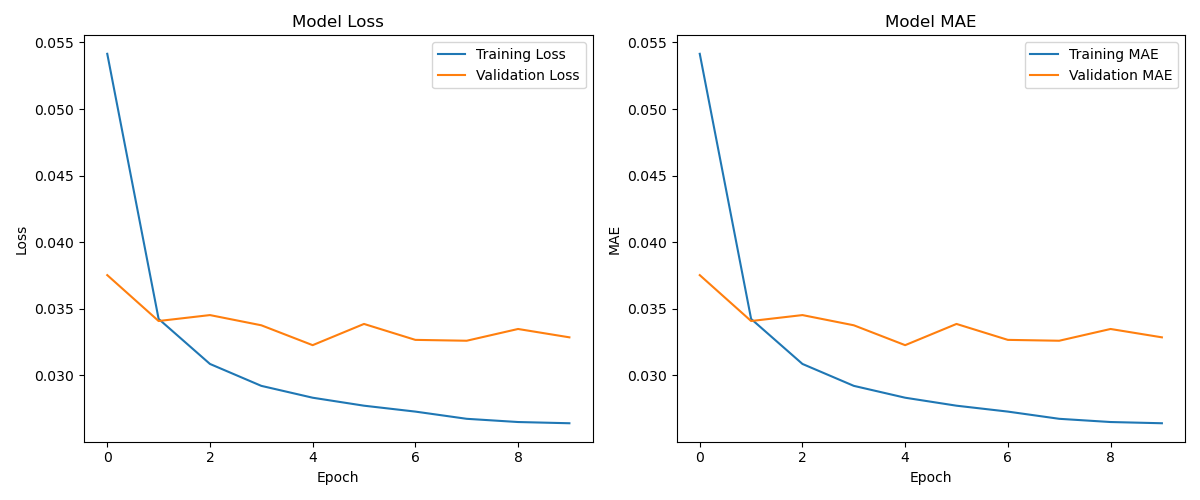 Model Loss
0.055
0.050
0.045
0.040
0.035
0.030
Loss
Training Loss
Validation Loss
0 2 4 6 8
Epoch
Model MAE
0.055
0.050
0.045
0.040
0.035
0.030
MAE
Training MAE
Validation MAE
0 2 4 6 8
Epoch